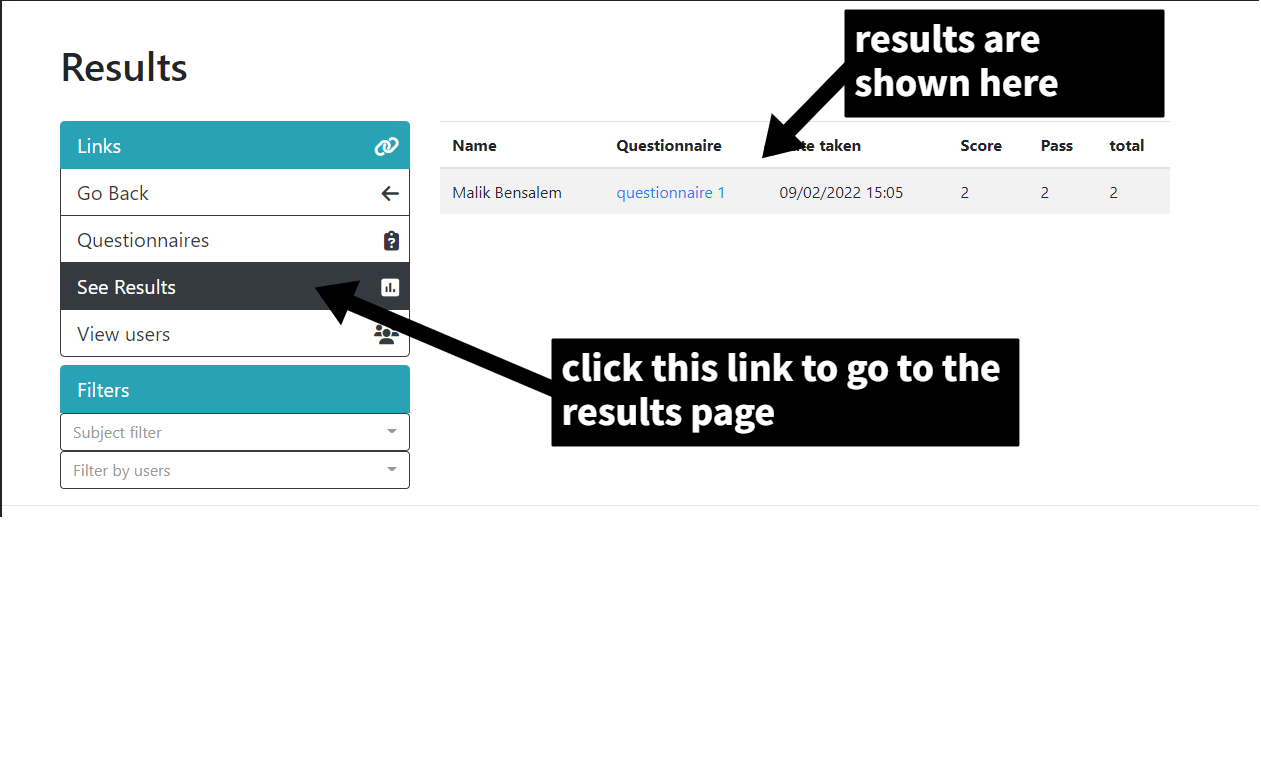 results are
shown here
Results
Links
Go Back
Questionnaires
See Results
View users
Filters
Subject filter
Filter by users
Name Questionnaire taken Score Pass total
Malik Bensalem questionnaire 1 09/02/2022 15:05 2 2 2
click this link to go to the
results page